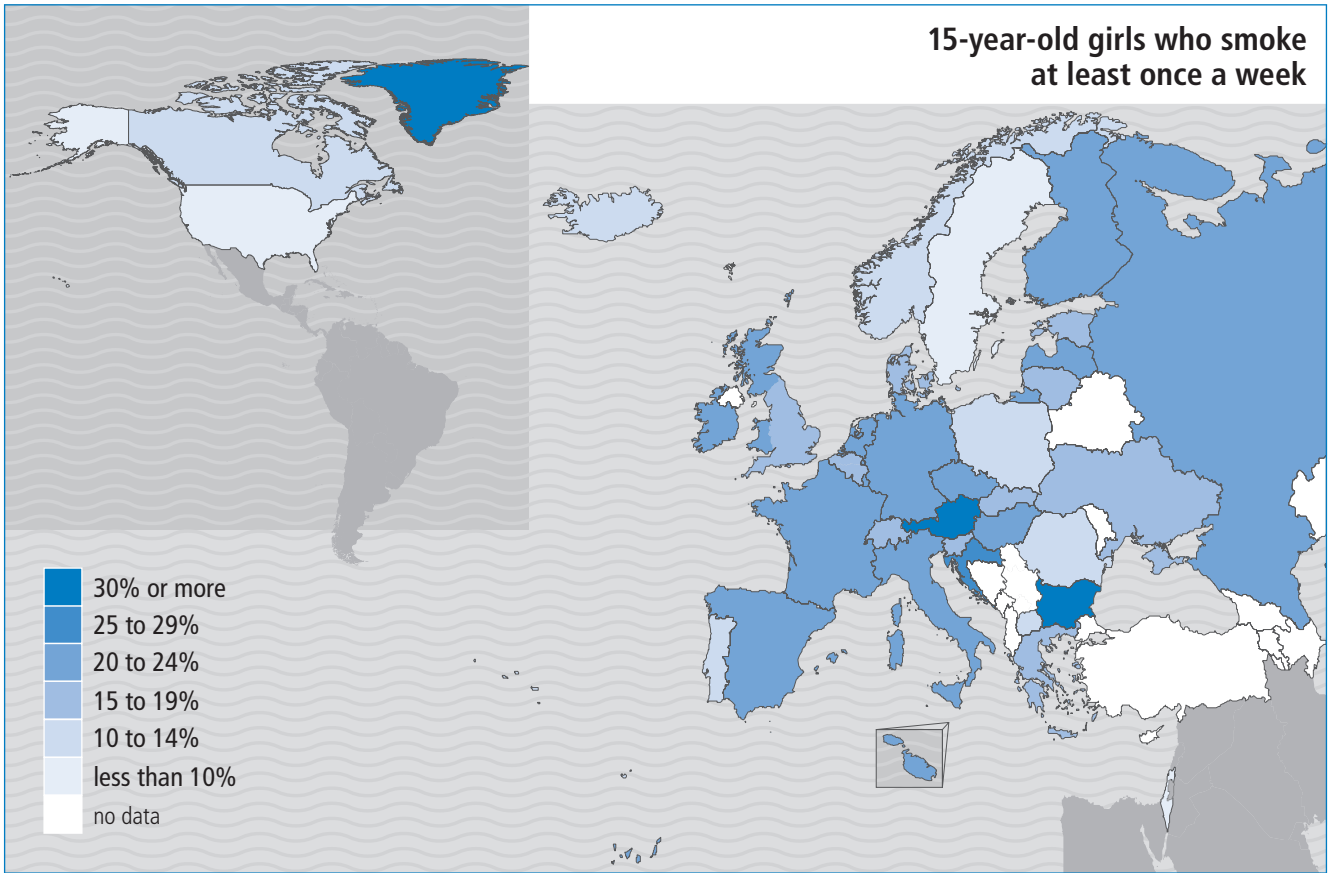 15-year-old girls who smoke
at least once a week
30% or more
25 to 29%
20 to 24%
15 to 19%
10 to 14%
less than 10%
no data